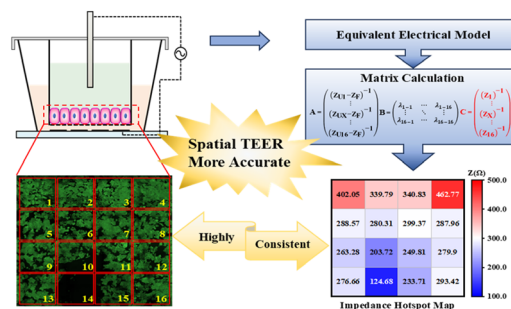 Equivalent Electrical Model
Matrix Calculation
A = ((Z_U1-Z_F)^-1 ⋮ (Z_UX-Z_F)^-1 ⋮ (Z_U16-Z_F)^-1) B = (λ_1-1 ⋯ λ_1-16 ⋮ ⋱ ⋮ λ_16-1 ⋯ λ_16-16) C = ((Z_1)^-1 ⋮ (Z_X)^-1 ⋮ (Z_16)^-1)
Spatial TEER
More Accurate
Z(Ω)
500.0
402.05 339.79 340.83 462.77
400.0
288.57 280.31 299.37 287.96
300.0
263.28 203.72 249.81 279.9
200.0
276.66 124.68 233.71 293.42
100.0
Impedance Hotspot Map
Highly
Consistent
1 2 3 4
5 6 7 8
9 10 11 12
13 14 15 16